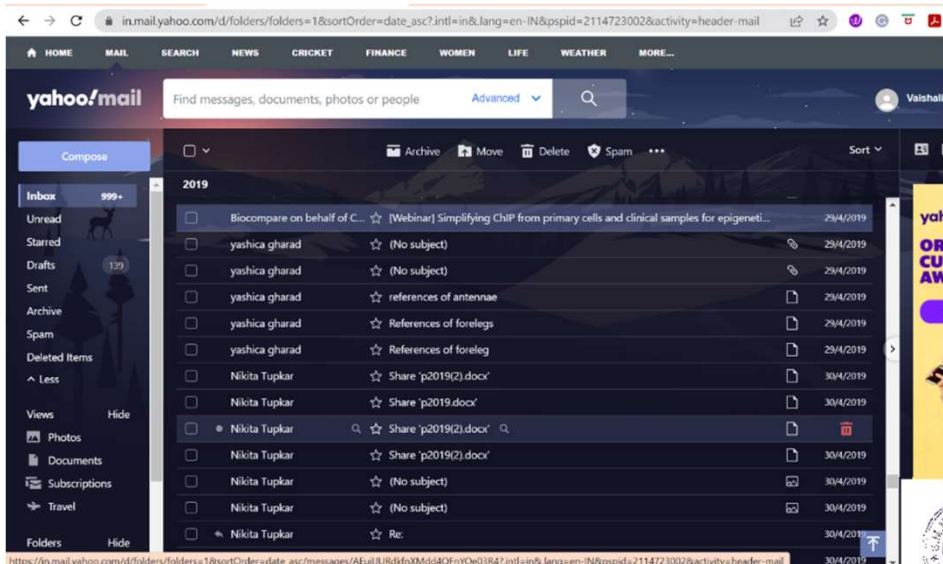 in.mail.yahoo.com/d/folders/folders=1&sortOrder=date_asc?.intl=in&.lang=en-IN&pspid=2114723002&activity=header-mail
HOME MAIL SEARCH NEWS CRICKET FINANCE WOMEN LIFE WEATHER MORE...
yahoo!mail Find messages, documents, photos or people Advanced Vaishali
Compose Archive Move Delete Spam ••• Sort
2019
Inbox 999+
Biocompare on behalf of C... [Webinar] Simplifying ChIP from primary cells and clinical samples for epigeneti... 29/4/2019
Unread
Starred
yashica gharad (No subject) 29/4/2019
Drafts 139
yashica gharad (No subject) 29/4/2019
Sent
yashica gharad references of antennae 29/4/2019
Archive
Spam
yashica gharad References of forelegs 29/4/2019
Deleted Items
yashica gharad References of foreleg 29/4/2019
Less
Nikita Tupkar Share 'p2019(2).docx' 30/4/2019
Views Hide
Nikita Tupkar Share 'p2019.docx' 30/4/2019
Photos
Nikita Tupkar Share 'p2019(2).docx'
Documents
Nikita Tupkar Share 'p2019(2).docx' 30/4/2019
Subscriptions
Nikita Tupkar (No subject) 30/4/2019
Travel
Nikita Tupkar (No subject) 30/4/2019
Folders Hide
Nikita Tupkar Re: 30/4/2019
30/4/2019